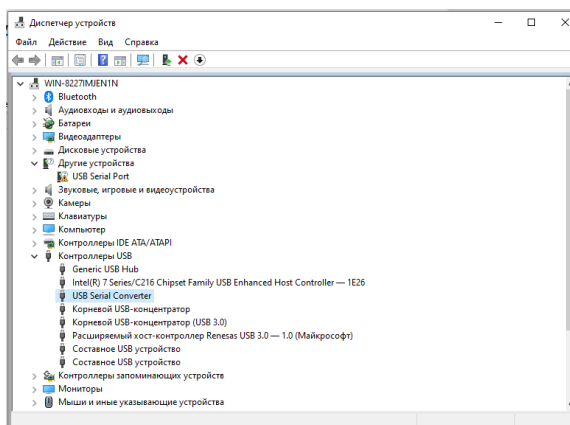 Диспетчер устройств
Файл Действие Вид Справка
WIN-8227IMJEN1N
Bluetooth
Аудиовходы и аудиовыходы
Батареи
Видеоадаптеры
Дисковые устройства
Другие устройства
USB Serial Port
Звуковые, игровые и видеоустройства
Камеры
Клавиатуры
Компьютер
Контроллеры IDE ATA/ATAPI
Контроллеры USB
Generic USB Hub
Intel(R) 7 Series/C216 Chipset Family USB Enhanced Host Controller — 1E26
USB Serial Converter
Корневой USB-концентратор
Корневой USB-концентратор (USB 3.0)
Расширяемый хост-контроллер Renesas USB 3.0 — 1.0 (Майкрософт)
Составное USB устройство
Составное USB устройство
Контроллеры запоминающих устройств
Мониторы
Мыши и иные указывающие устройства